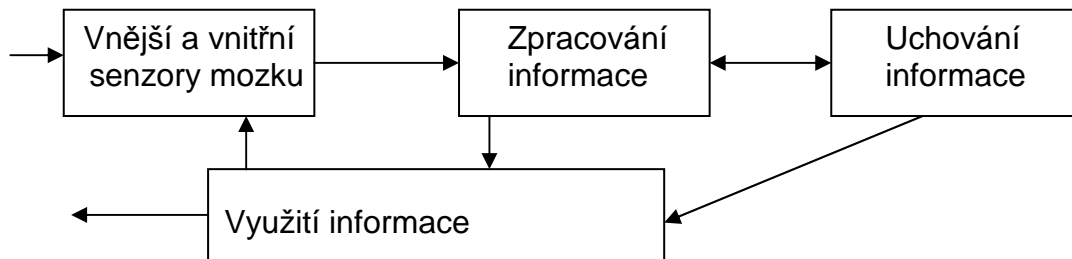 Vnější a vnitřní
senzory mozku
Zpracování
informace
Uchování
informace
Využití informace